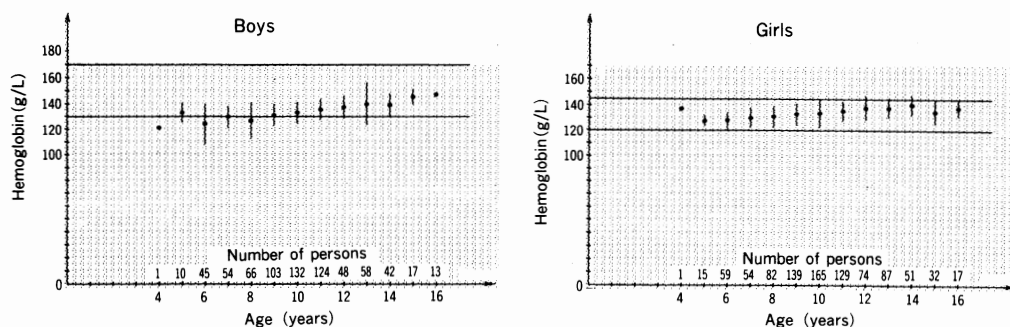 Boys
Hemoglobin (g/L)
180
160
140
120
100
0
Number of persons
1 10 45 54 66 103 132 124 48 58 42 17 13
4 6 8 10 12 14 16
Age (years)
Girls
Hemoglobin (g/L)
160
140
120
100
0
Number of persons
1 15 59 54 82 139 165 129 74 87 51 32 17
4 6 8 10 12 14 16
Age (years)